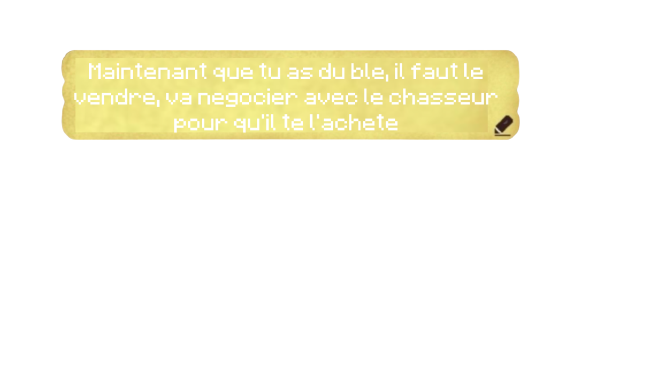 Maintenant que tu as du ble, il faut le
vendre, va negocier avec le chasseur
pour qu'il te l'achete